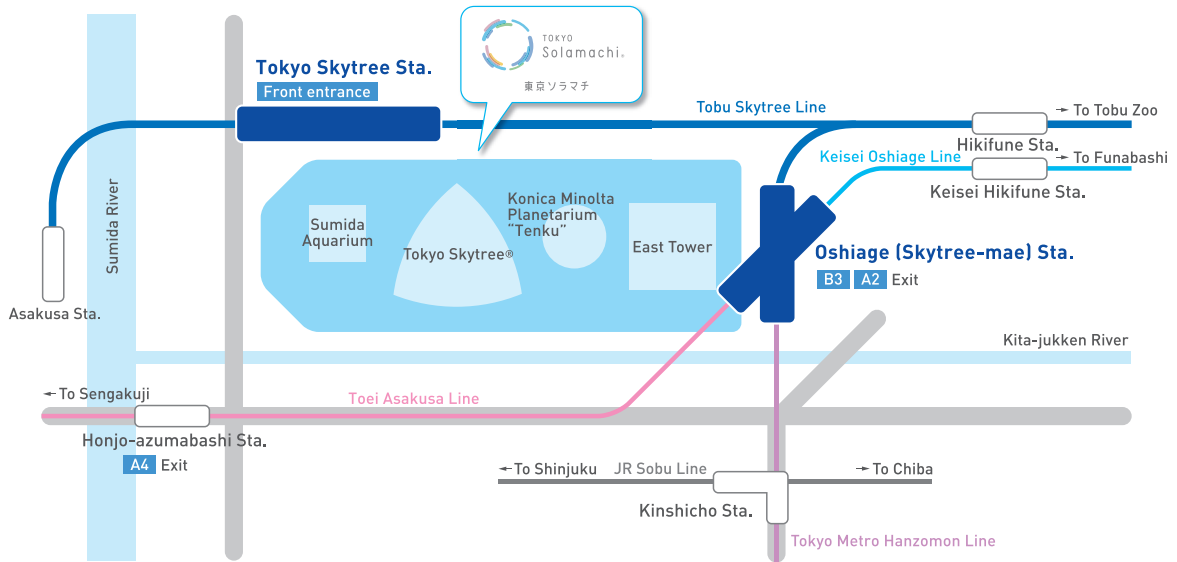 TOKYO
Solamachi®
東京ソラマチ
Tokyo Skytree Sta.
Front entrance
Tobu Skytree Line
→ To Tobu Zoo
Hikifune Sta.
Keisei Oshiage Line
→ To Funabashi
Keisei Hikifune Sta.
Sumida River
Sumida
Aquarium
Tokyo Skytree®
Konica Minolta
Planetarium
"Tenku"
East Tower
Oshiage (Skytree-mae) Sta.
B3 A2 Exit
Asakusa Sta.
Kita-jukken River
← To Sengakuji
Toei Asakusa Line
Honjo-azumabashi Sta.
A4 Exit
← To Shinjuku
JR Sobu Line
→ To Chiba
Kinshicho Sta.
Tokyo Metro Hanzomon Line